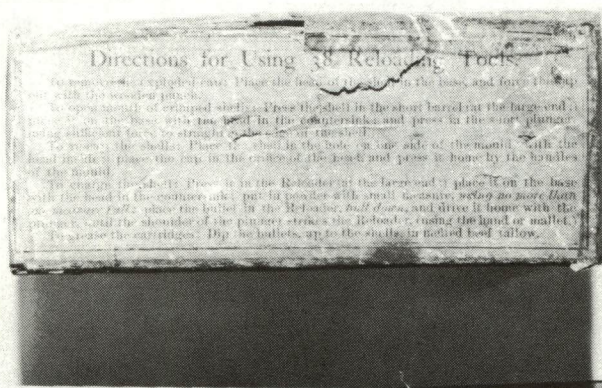 Directions for Using 38 Reloading Tools.
To remove the exploded cap: Place the head of the shell in the base, and force the cap
out with the wooden punch.
To open mouth of crimped shells: Press the shell in the short barrel at the large end;
place it on the base with the head in the countersink; and press in the short plunger
using sufficient force to straighten the edge of the shell.
To recap the shells: Place the shell in the hole on one side of the mould, with the
head inside; place the cap in the orifice of the head, and press it home by the handles
of the mould.
To charge the shell: Press it in the Reloader at the large end; place it on the base
with the head in the countersink; put in powder with small measure, using no more than
one measure full; place the bullet in the Reloader, ball down, and drive it home with the
plunger, until the shoulder of the plunger strikes the Reloader, (using the hand or mallet.)
To grease the cartridges: Dip the bullets, up to the shells, in melted beef tallow.